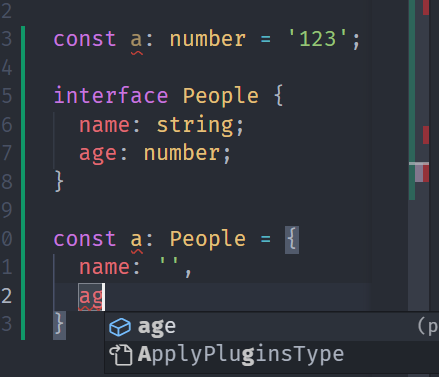 2
3 const a: number = '123';
4
5 interface People {
6 name: string;
7 age: number;
8 }
9
0 const a: People = {
1 name: '',
2 ag
3 }
age (p
ApplyPluginsType